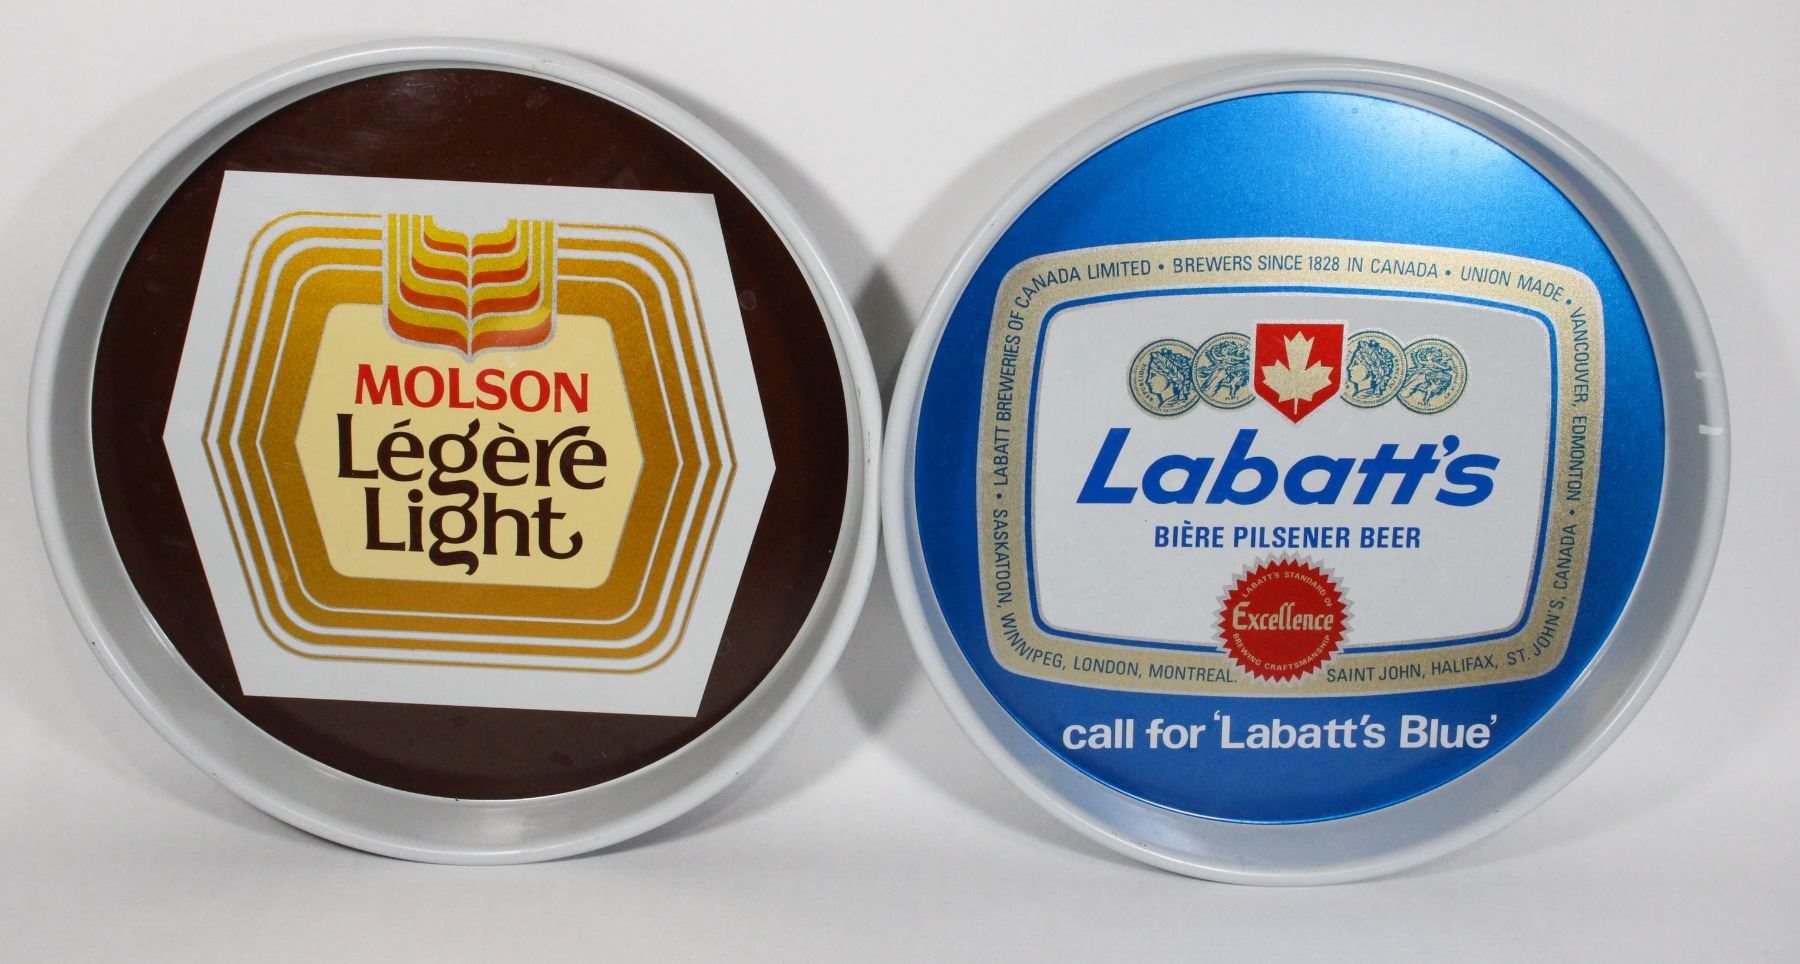 MOLSON
Légère
Light
LABATT BREWERIES OF CANADA LIMITED • BREWERS SINCE 1828 IN CANADA • UNION MADE •
VANCOUVER EDMONTON •
SASKATOON, WINNIPEG, LONDON, MONTREAL. SAINT JOHN, HALIFAX, ST. JOHN'S, CANADA •
Labatt's
BIÈRE PILSENER BEER
LABATT'S STANDARD OF
Excellence
BREWING CRAFTSMANSHIP
call for 'Labatt's Blue'